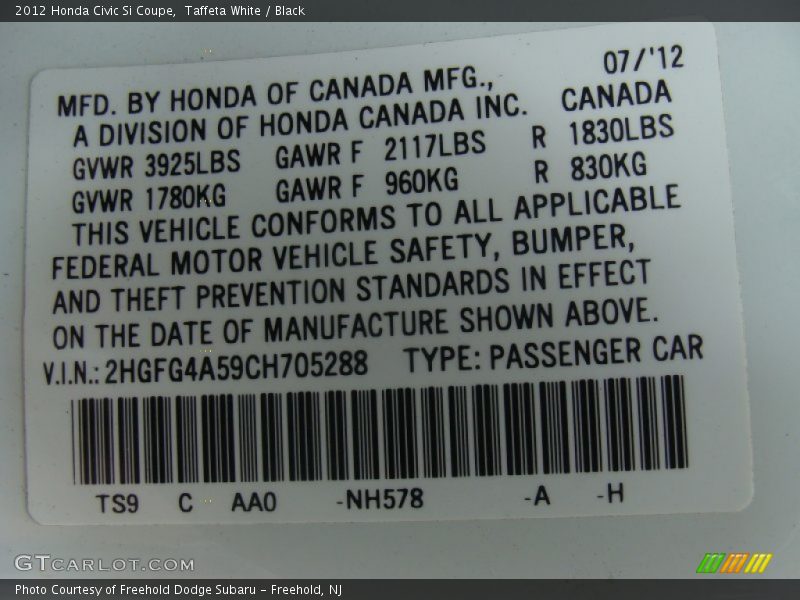 2012 Honda Civic Si Coupe,  Taffeta White / Black
07/'12
MFD. BY HONDA OF CANADA MFG.,
A DIVISION OF HONDA CANADA INC. CANADA
GVWR 3925LBS GAWR F 2117LBS R 1830LBS
GVWR 1780KG GAWR F 960KG R 830KG
THIS VEHICLE CONFORMS TO ALL APPLICABLE
FEDERAL MOTOR VEHICLE SAFETY, BUMPER,
AND THEFT PREVENTION STANDARDS IN EFFECT
ON THE DATE OF MANUFACTURE SHOWN ABOVE.
V.I.N.: 2HGFG4A59CH705288 TYPE: PASSENGER CAR
TS9 C AA0 -NH578 -A -H
GTCARLOT.COM
Photo Courtesy of Freehold Dodge Subaru - Freehold, NJ